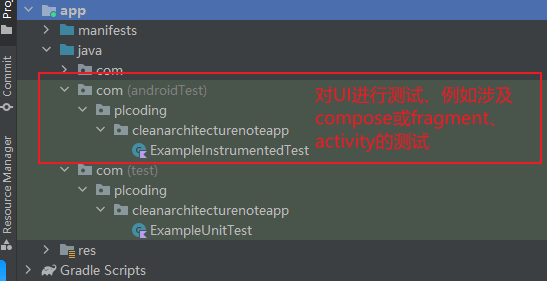 Proj
Commit
Resource Manager
app
manifests
java
com
com (androidTest)
plcoding
cleanarchitecturenoteapp
ExampleInstrumentedTest
对UI进行测试、例如涉及
compose或fragment、
activity的测试
com (test)
plcoding
cleanarchitecturenoteapp
ExampleUnitTest
res
Gradle Scripts